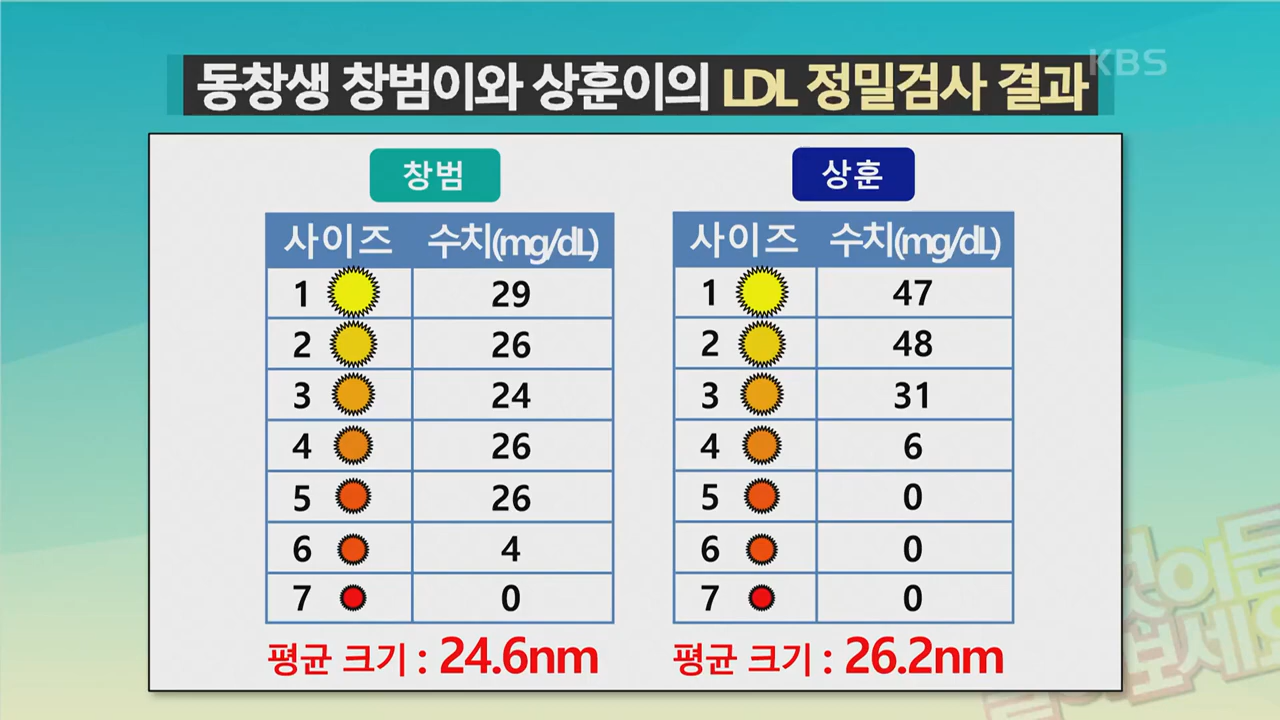 KBS
동창생 창범이와 상훈이의 LDL 정밀검사 결과
창범
사이즈 수치(mg/dL)
1 29
2 26
3 24
4 26
5 26
6 4
7 0
평균 크기 : 24.6nm
상훈
사이즈 수치(mg/dL)
1 47
2 48
3 31
4 6
5 0
6 0
7 0
평균 크기 : 26.2nm